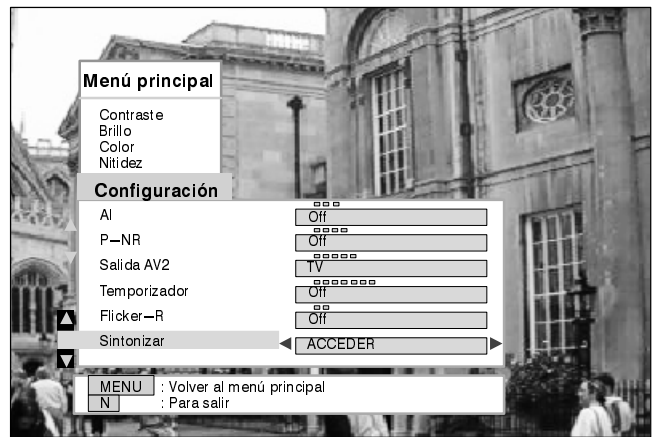 Menú principal
Contraste
Brillo
Color
Nitidez
Configuración
AI Off
P–NR Off
Salida AV2 TV
Temporizador Off
Flicker–R Off
Sintonizar ACCEDER
MENU : Volver al menú principal
N : Para salir